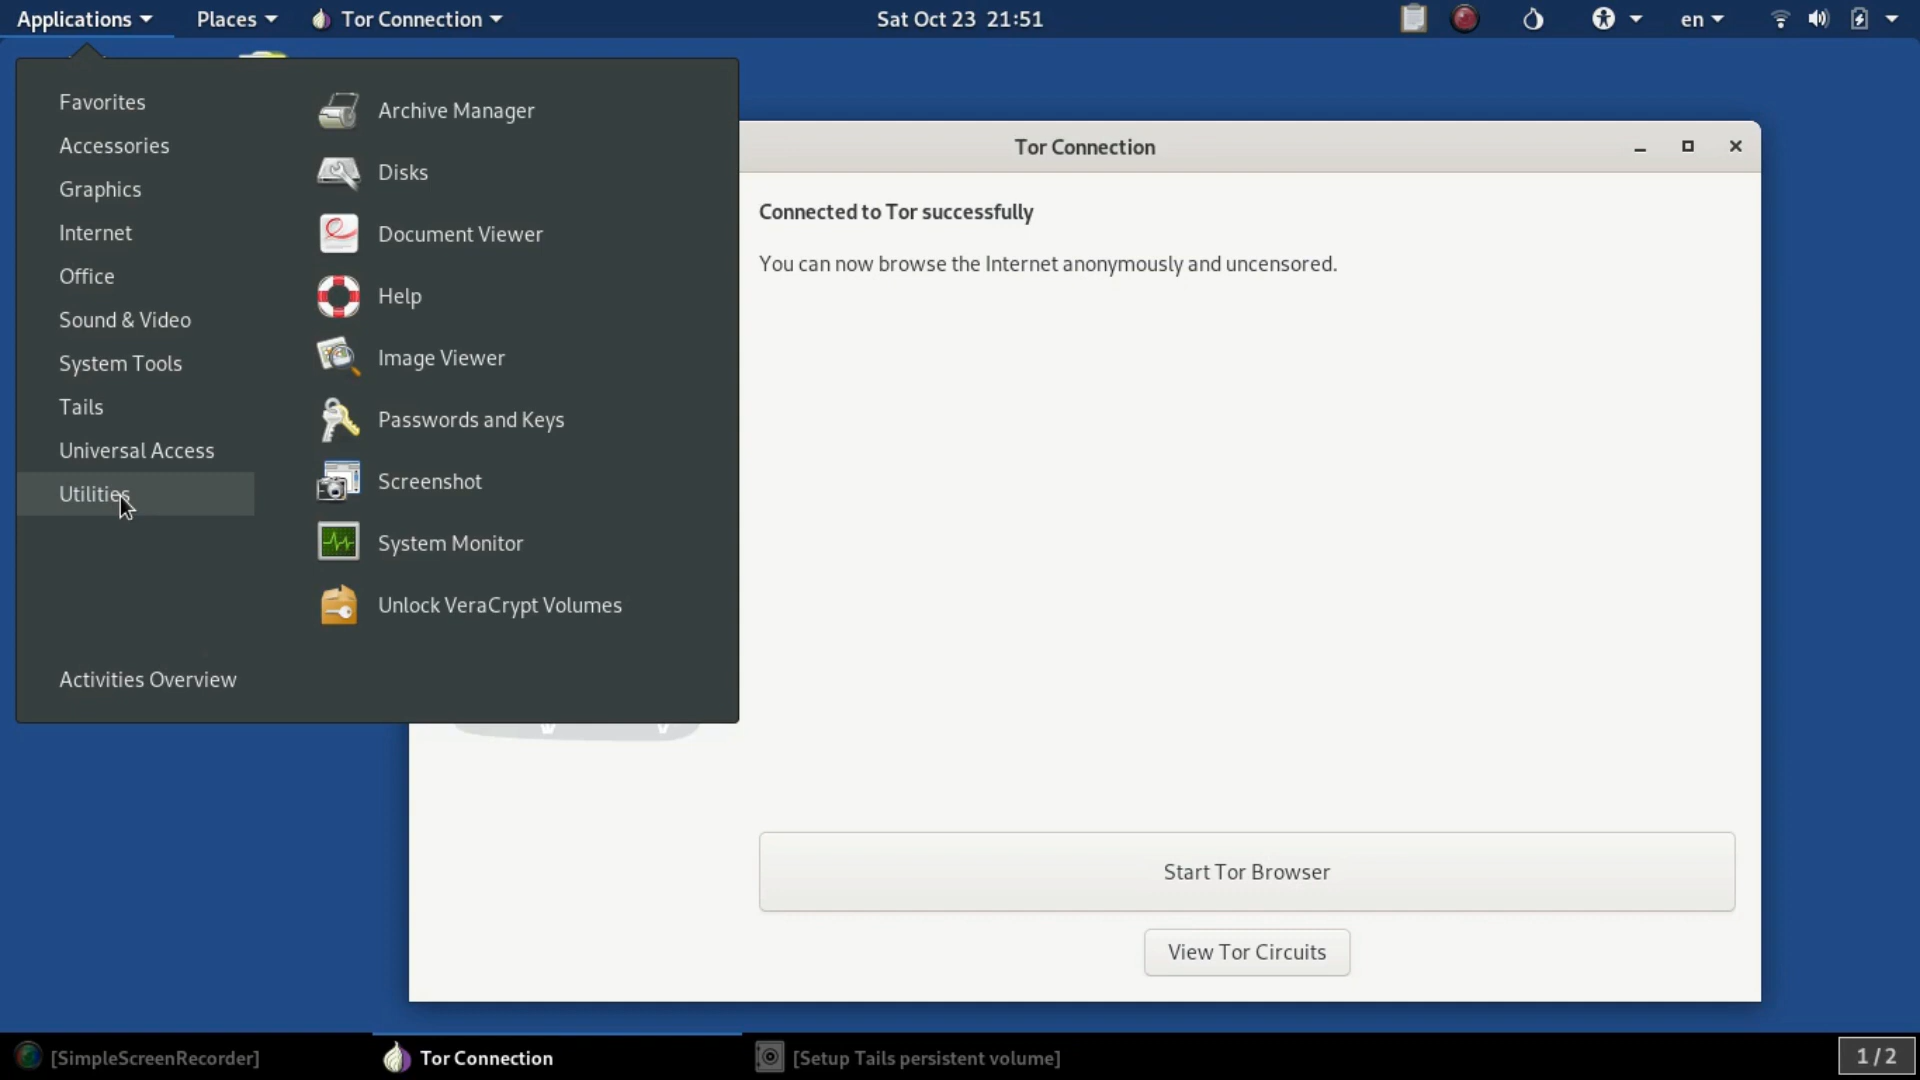 Applications Places Tor Connection Sat Oct 23 21:51 en
Favorites
Accessories
Graphics
Internet
Office
Sound & Video
System Tools
Tails
Universal Access
Utilities
Activities Overview
Archive Manager
Disks
Document Viewer
Help
Image Viewer
Passwords and Keys
Screenshot
System Monitor
Unlock VeraCrypt Volumes
Tor Connection
Connected to Tor successfully
You can now browse the Internet anonymously and uncensored.
Start Tor Browser
View Tor Circuits
[SimpleScreenRecorder] Tor Connection [Setup Tails persistent volume] 1 / 2